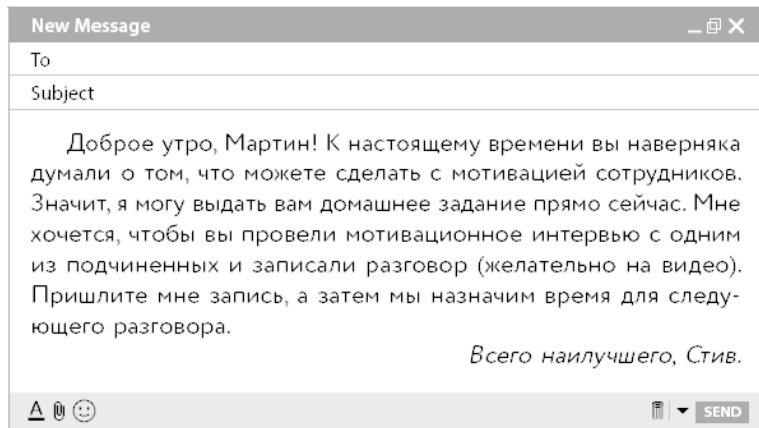 New Message
To
Subject
Доброе утро, Мартин! К настоящему времени вы наверняка
думали о том, что можете сделать с мотивацией сотрудников.
Значит, я могу выдать вам домашнее задание прямо сейчас. Мне
хочется, чтобы вы провели мотивационное интервью с одним
из подчиненных и записали разговор (желательно на видео).
Пришлите мне запись, а затем мы назначим время для следу-
ющего разговора.
Всего наилучшего, Стив.
A SEND